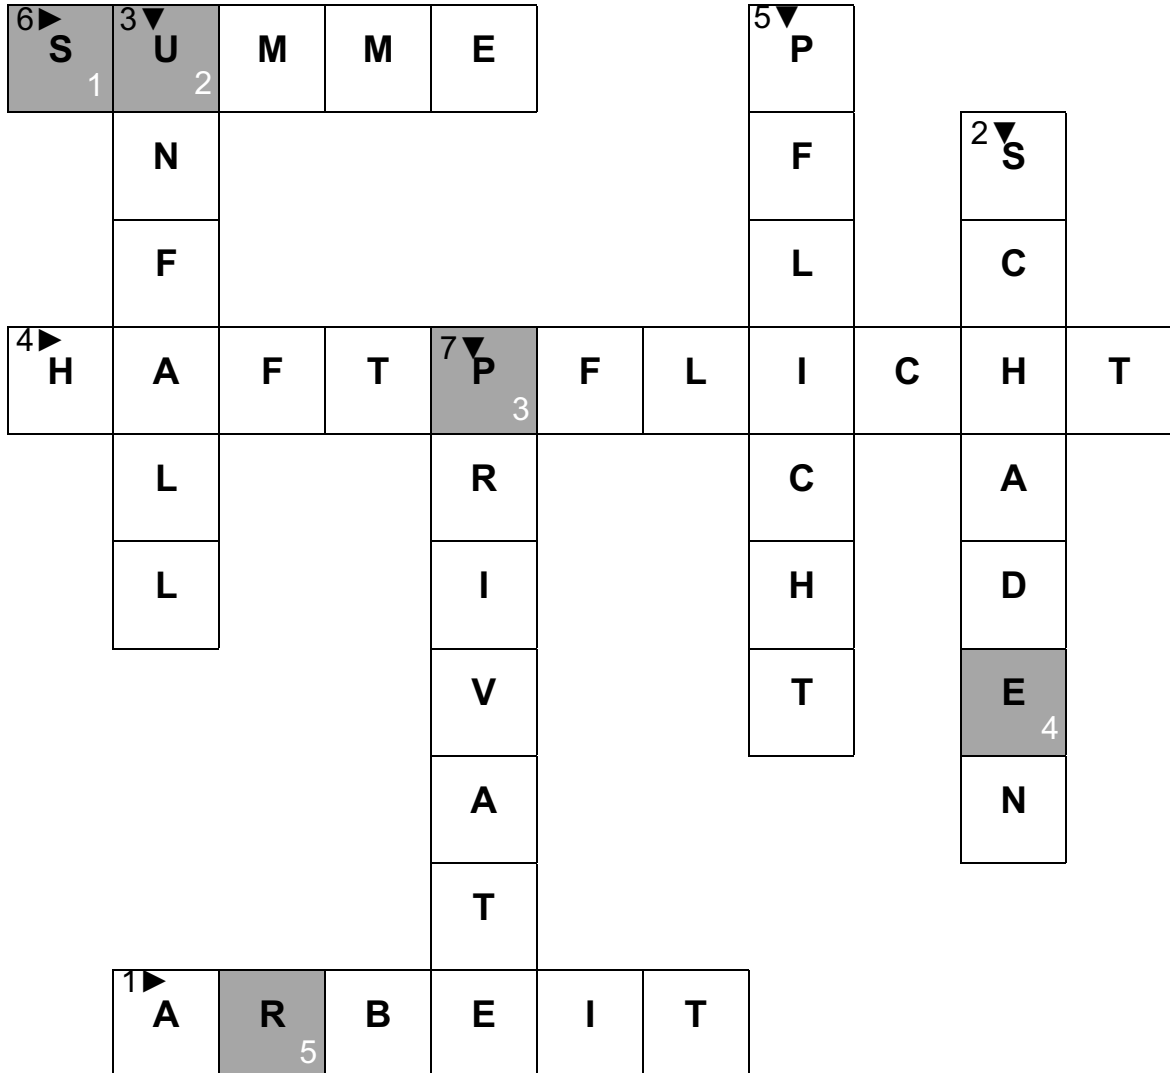 6► S 1 3▼ U 2 M M E 5▼ P
N F 2▼ S
F L C
4► H A F T 7▼ P 3 F L I C H T
L R C A
L I H D
V T E 4
A N
T
1► A R 5 B E I T